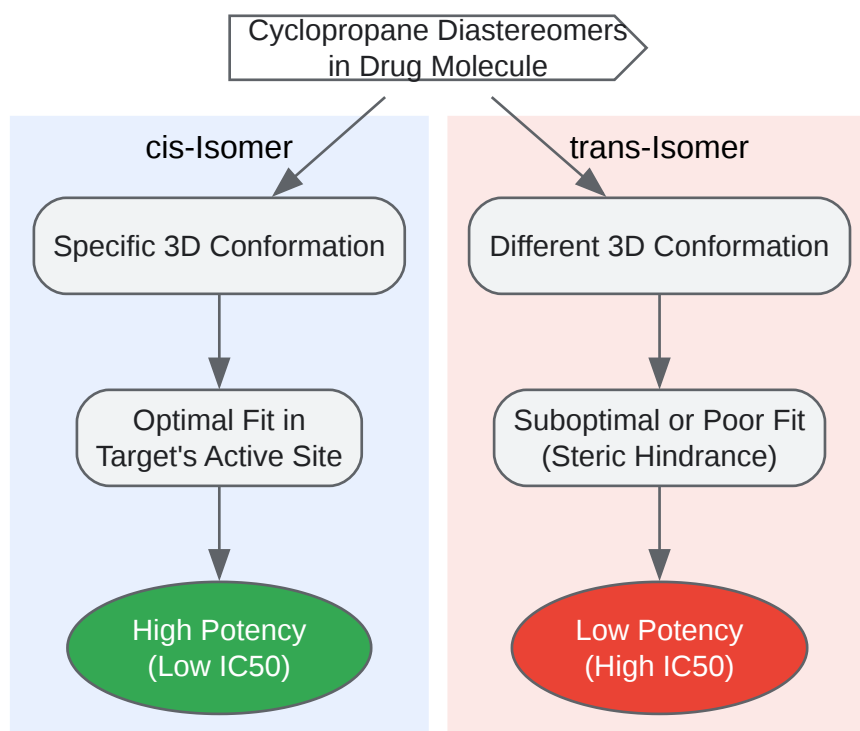 Cyclopropane Diastereomers
in Drug Molecule
cis-Isomer
Specific 3D Conformation
Optimal Fit in
Target's Active Site
High Potency
(Low IC50)
trans-Isomer
Different 3D Conformation
Suboptimal or Poor Fit
(Steric Hindrance)
Low Potency
(High IC50)